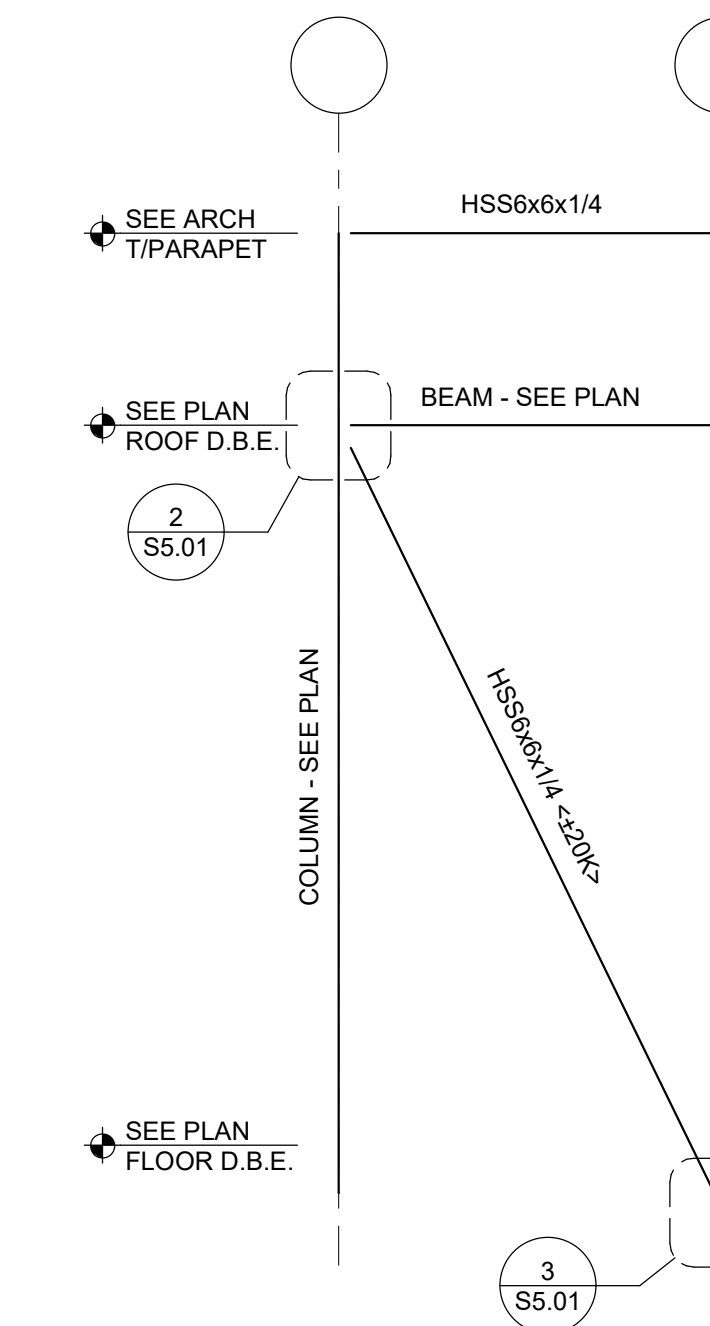 HSS6x6x1/4
SEE ARCH
T/PARAPET
BEAM - SEE PLAN
SEE PLAN
ROOF D.B.E.
2
S5.01
COLUMN - SEE PLAN
HSS6x6x1/4 <±20K>
SEE PLAN
FLOOR D.B.E.
3
S5.01